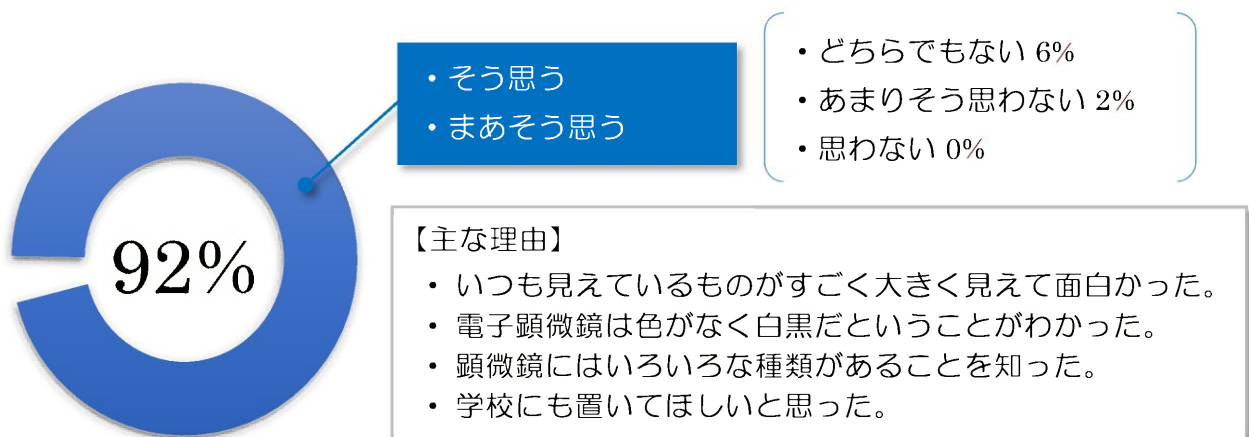 ・そう思う
・まあそう思う
・どちらでもない 6%
・あまりそう思わない 2%
・思わない 0%
92%
【主な理由】
・ いつも見えているものがすごく大きく見えて面白かった。
・ 電子顕微鏡は色がなく白黒だということがわかった。
・ 顕微鏡にはいろいろな種類があることを知った。
・ 学校にも置いてほしいと思った。